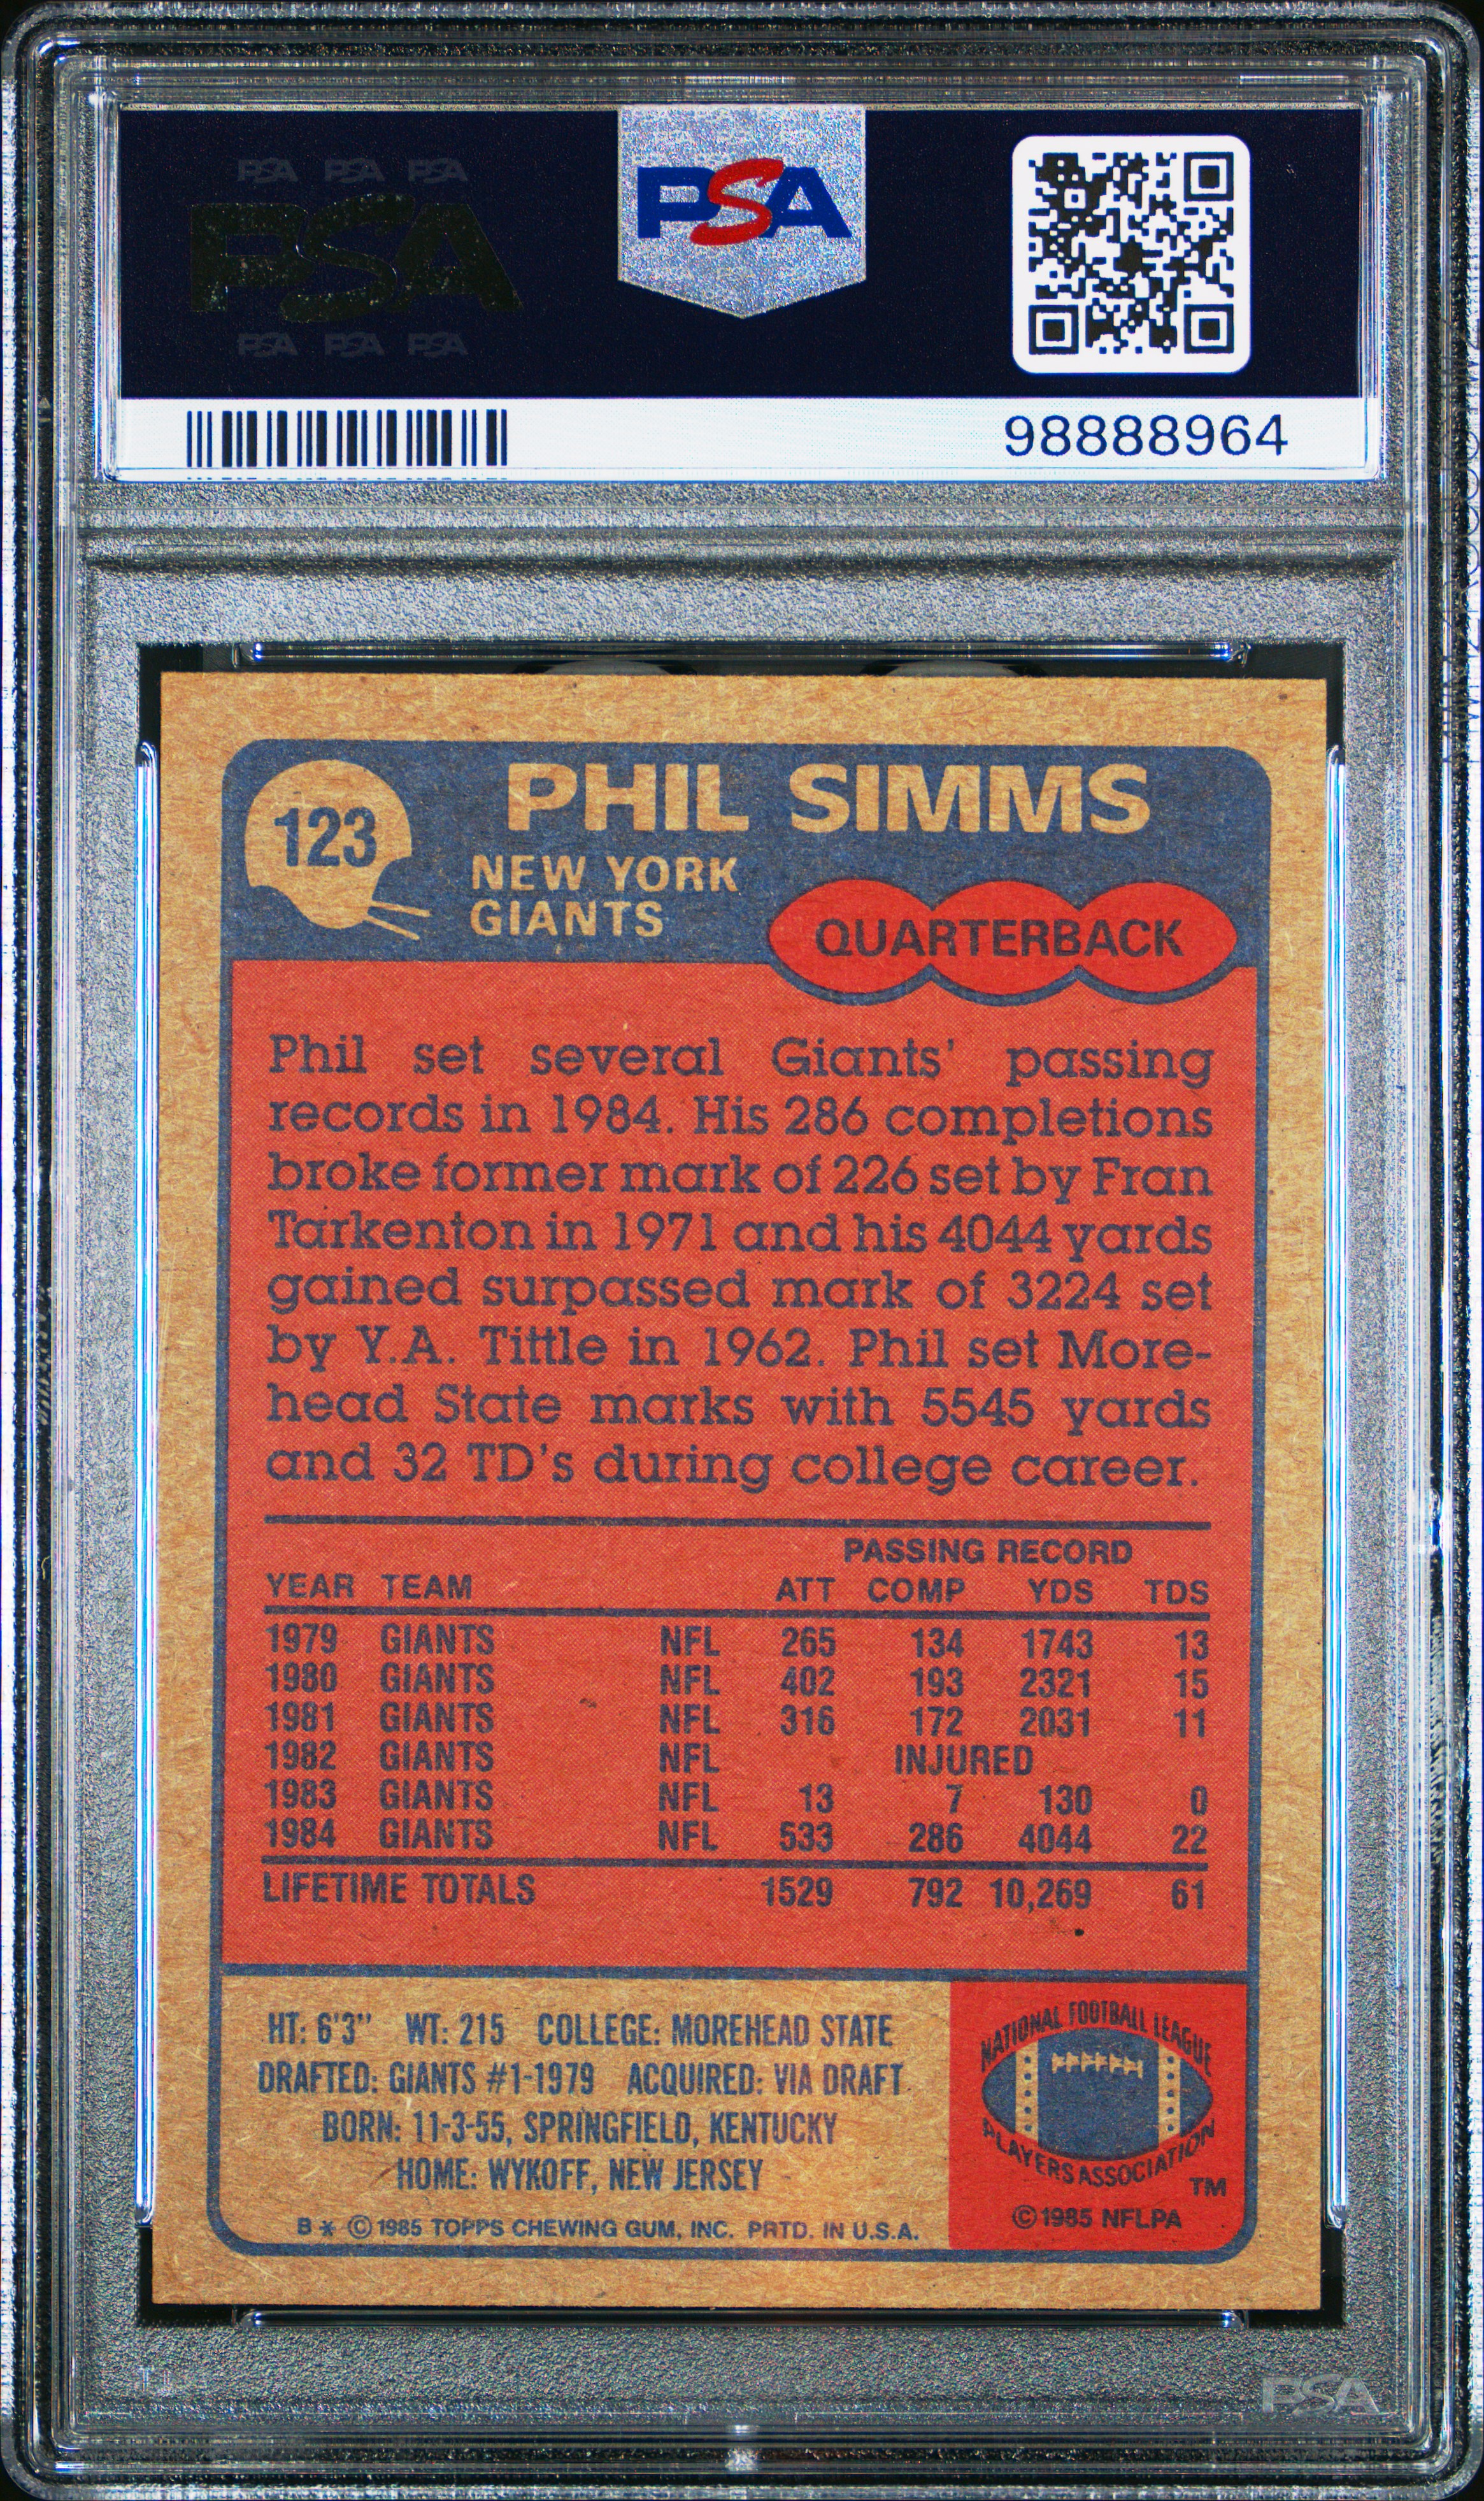 PSA PSA PSA
PSA
PSA PSA PSA
PSA
98888964
123
PHIL SIMMS
NEW YORK
GIANTS
QUARTERBACK
Phil set several Giants' passing
records in 1984. His 286 completions
broke former mark of 226 set by Fran
Tarkenton in 1971 and his 4044 yards
gained surpassed mark of 3224 set
by Y.A. Tittle in 1962. Phil set More-
head State marks with 5545 yards
and 32 TD's during college career.
PASSING RECORD
YEAR TEAM ATT COMP YDS TDS
1979 GIANTS NFL 265 134 1743 13
1980 GIANTS NFL 402 193 2321 15
1981 GIANTS NFL 316 172 2031 11
1982 GIANTS NFL INJURED
1983 GIANTS NFL 13 7 130 0
1984 GIANTS NFL 533 286 4044 22
LIFETIME TOTALS 1529 792 10,269 61
HT: 6'3" WT: 215 COLLEGE: MOREHEAD STATE
DRAFTED: GIANTS #1-1979 ACQUIRED: VIA DRAFT
BORN: 11-3-55, SPRINGFIELD, KENTUCKY
HOME: WYKOFF, NEW JERSEY
B * © 1985 TOPPS CHEWING GUM, INC. PRTD. IN U.S.A.
NATIONAL FOOTBALL LEAGUE
PLAYERS ASSOCIATION
TM
© 1985 NFLPA
PSA